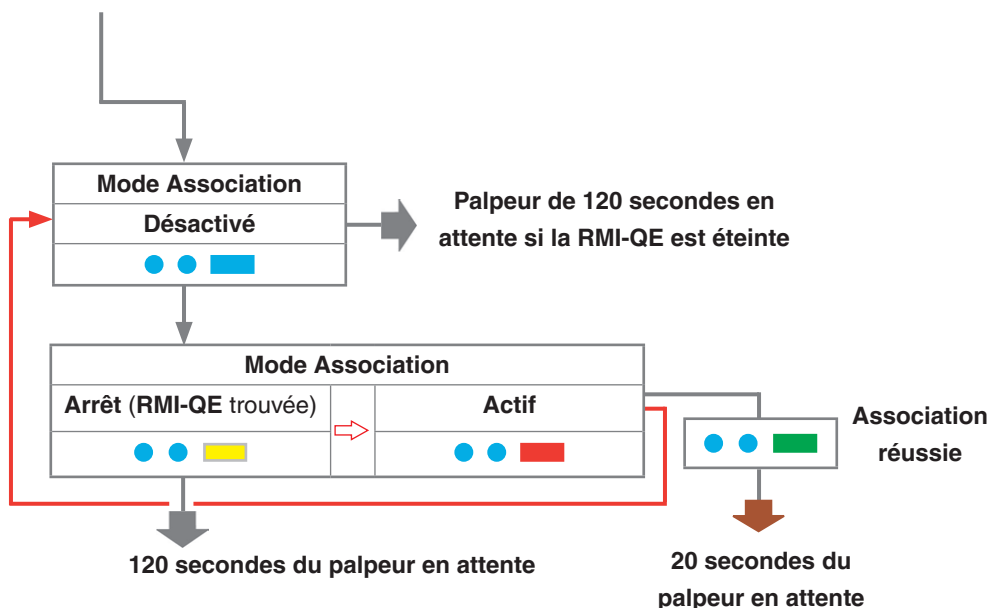 Mode Association
Désactivé
Palpeur de 120 secondes en
attente si la RMI-QE est éteinte
Mode Association
Arrêt (RMI-QE trouvée)
Actif
Association
réussie
120 secondes du palpeur en attente
20 secondes du
palpeur en attente